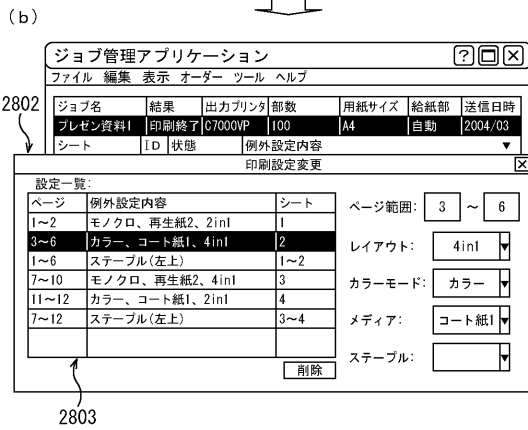 (b)
ジョブ管理アプリケーション ?
ファイル 編集 表示 オーダー ツール ヘルプ
2802
ジョブ名 結果 出力プリンタ 部数 用紙サイズ 給紙部 送信日時
プレゼン資料1 印刷終了 C7000VP 100 A4 自動 2004/03
シート ID 状態 例外設定内容
印刷設定変更
設定一覧:
ページ 例外設定内容 シート
1～2 モノクロ、再生紙2、2in1 1
3～6 カラー、コート紙1、4in1 2
1～6 ステープル(左上) 1～2
7～10 モノクロ、再生紙2、4in1 3
11～12 カラー、コート紙1、2in1 4
7～12 ステープル(左上) 3～4
削除
ページ範囲: 3 ～ 6
レイアウト: 4in1
カラーモード: カラー
メディア: コート紙1
ステープル:
2803